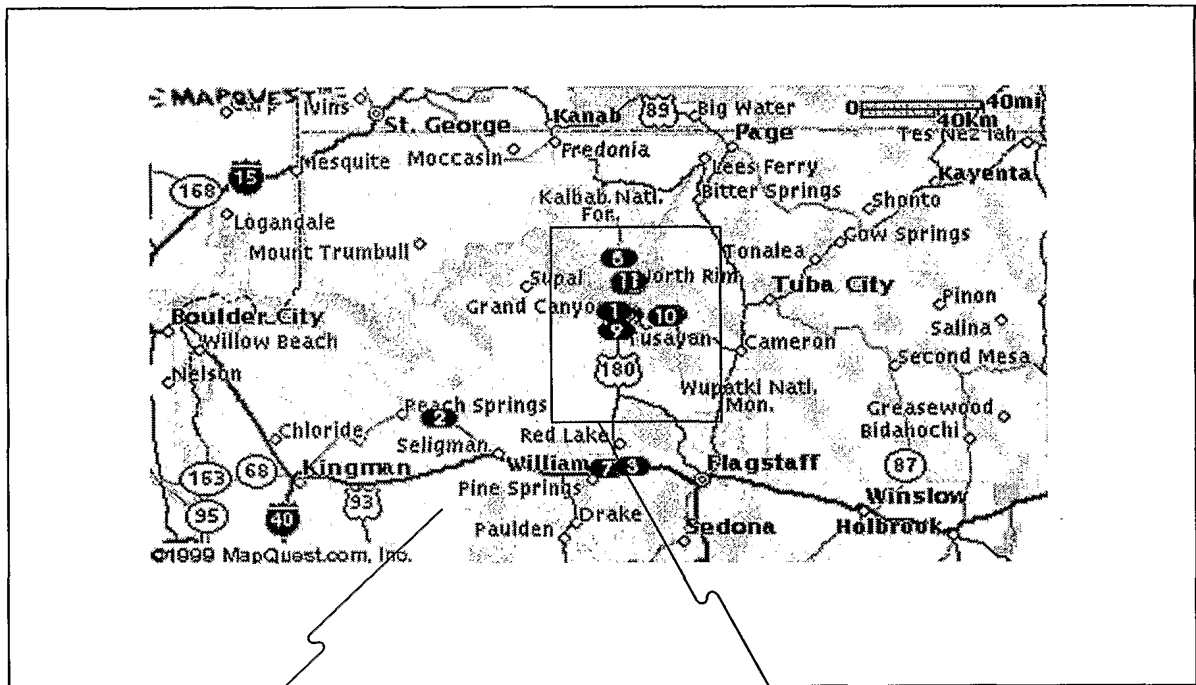 MAPQUEST
Ivins
St. George
Kanab
89
Big Water
0 40mi
40Km
Page
Tes Nez Iah
Mesquite
Moccasin
Fredonia
Lees Ferry
Kayenta
168
15
Kaibab Natl.
For.
Bitter Springs
Shonto
Logandale
Mount Trumbull
Tonalea
Cow Springs
8
Supai
11
North Rim
Tuba City
Grand Canyo
1
10
Pinon
Boulder City
9
Tusayan
Salina
Willow Beach
Cameron
Second Mesa
Nelson
180
Wupatki Natl.
Mon.
Peach Springs
2
Greasewood
Chloride
Seligman
Red Lake
Bidahochi
163
68
Kingman
William
7
3
Flagstaff
87
Pine Springs
95
40
93
Drake
Winslow
Paulden
Sedona
Holbrook
©1999 MapQuest.com, Inc.